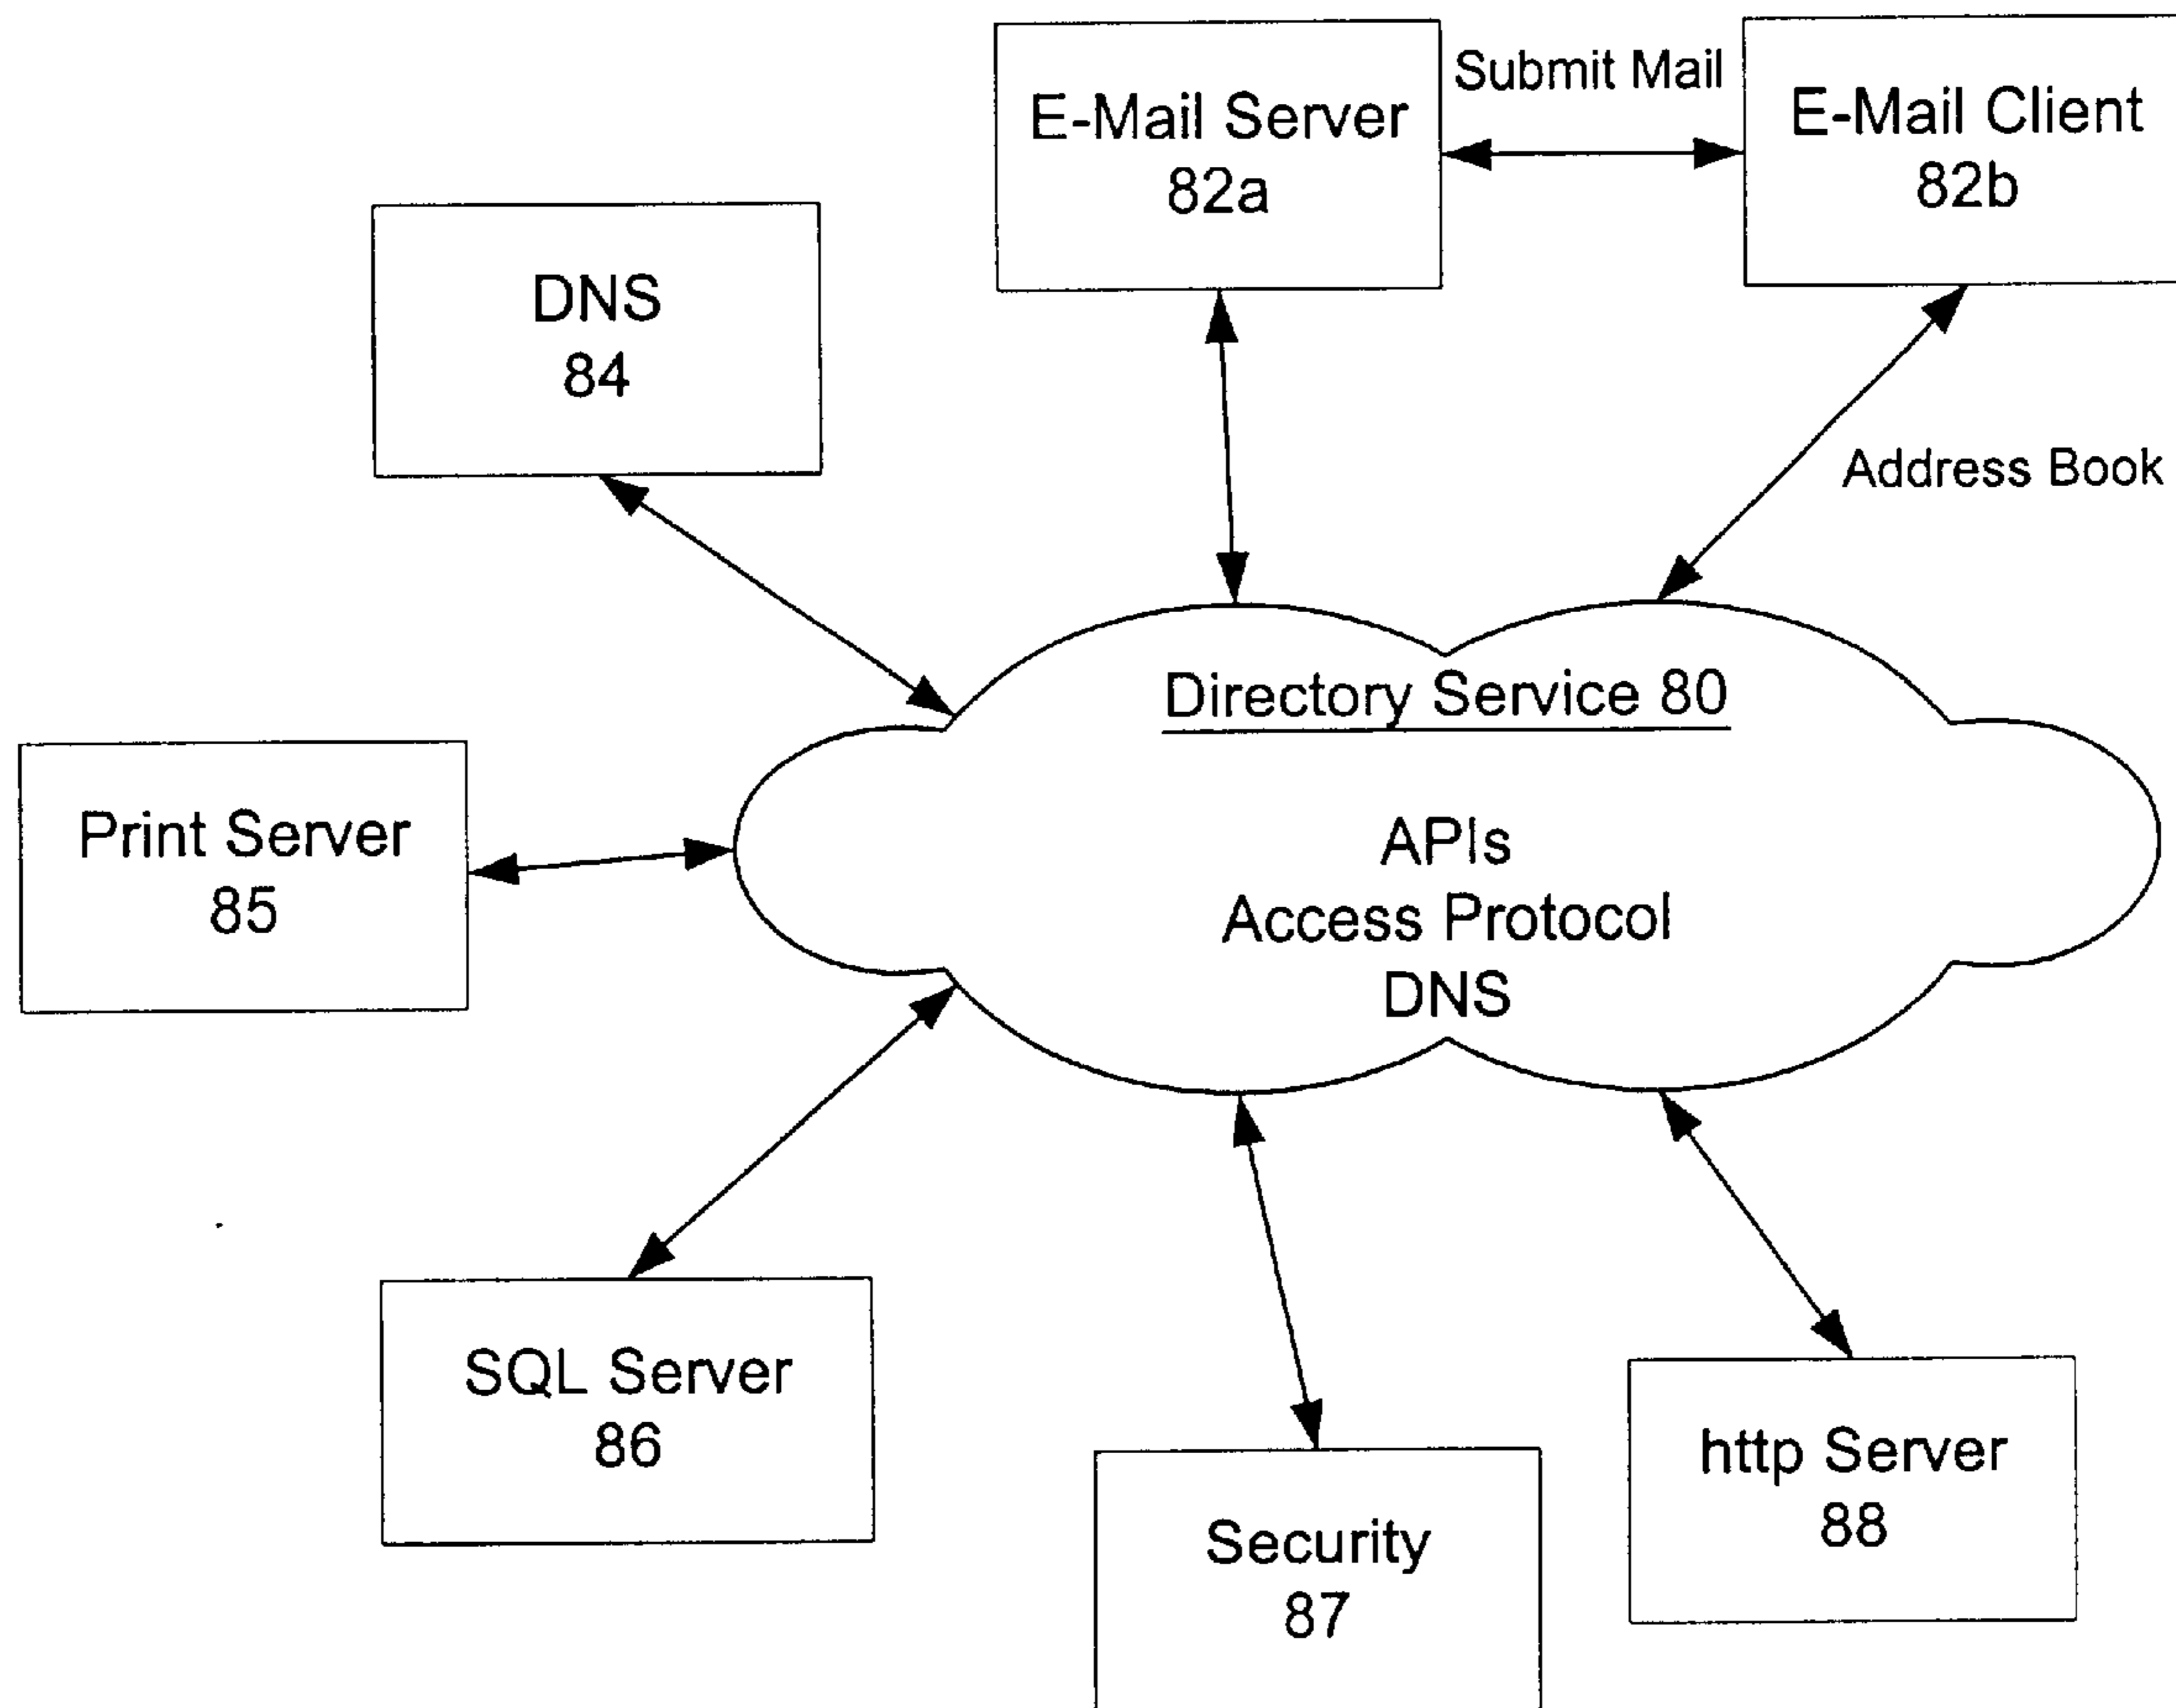 E-Mail Server
82a
Submit Mail
E-Mail Client
82b
DNS
84
Address Book
Directory Service 80
Print Server
85
APIs
Access Protocol
DNS
SQL Server
86
Security
87
http Server
88